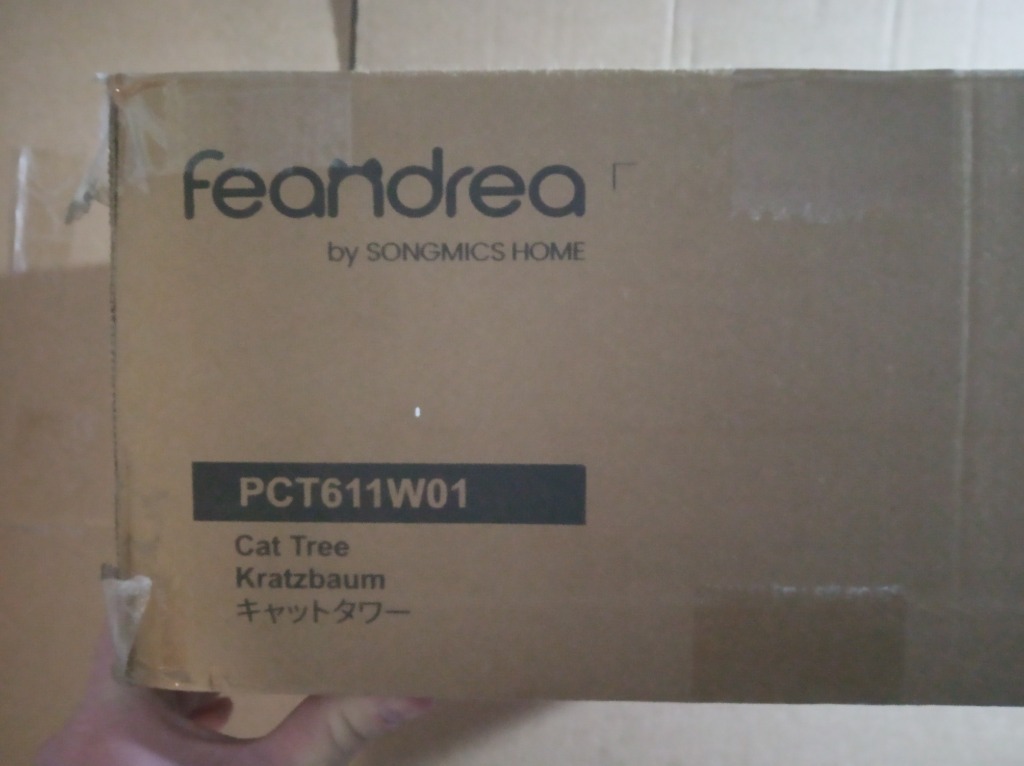 feandrea
by SONGMICS HOME
PCT611W01
Cat Tree
Kratzbaum
キャットタワー